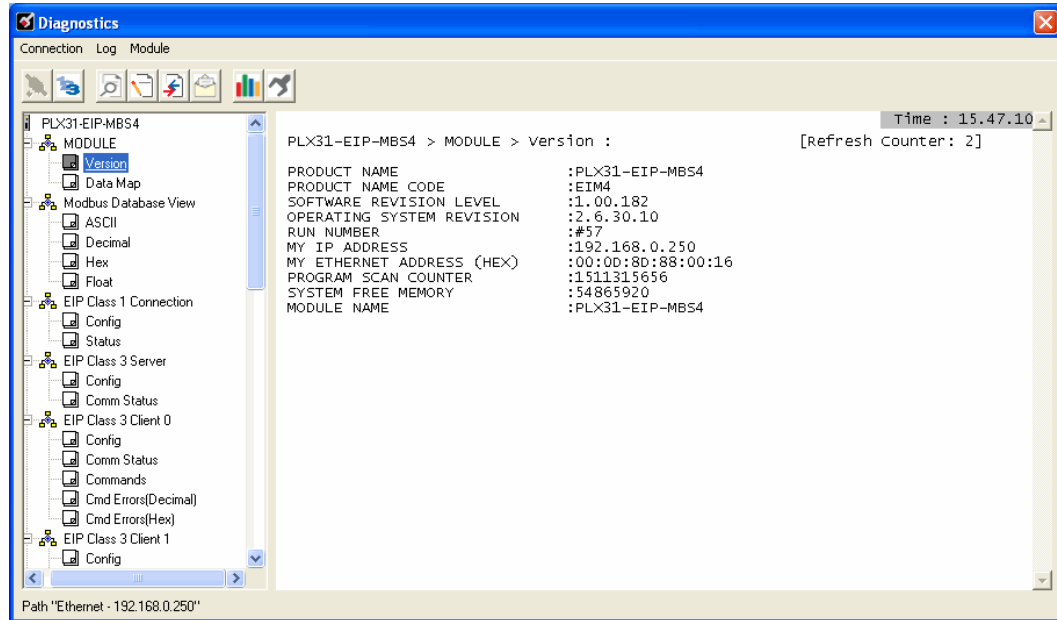 Diagnostics
Connection Log Module
PLX31-EIP-MBS4
MODULE
Version
Data Map
Modbus Database View
ASCII
Decimal
Hex
Float
EIP Class 1 Connection
Config
Status
EIP Class 3 Server
Config
Comm Status
EIP Class 3 Client 0
Config
Comm Status
Commands
Cmd Errors(Decimal)
Cmd Errors(Hex)
EIP Class 3 Client 1
Config
Time : 15.47.10
PLX31-EIP-MBS4 > MODULE > Version : [Refresh Counter: 2]
PRODUCT NAME :PLX31-EIP-MBS4
PRODUCT NAME CODE :EIM4
SOFTWARE REVISION LEVEL :1.00.182
OPERATING SYSTEM REVISION :2.6.30.10
RUN NUMBER :#57
MY IP ADDRESS :192.168.0.250
MY ETHERNET ADDRESS (HEX) :00:0D:8D:88:00:16
PROGRAM SCAN COUNTER :1511315656
SYSTEM FREE MEMORY :54865920
MODULE NAME :PLX31-EIP-MBS4
Path "Ethernet - 192.168.0.250"